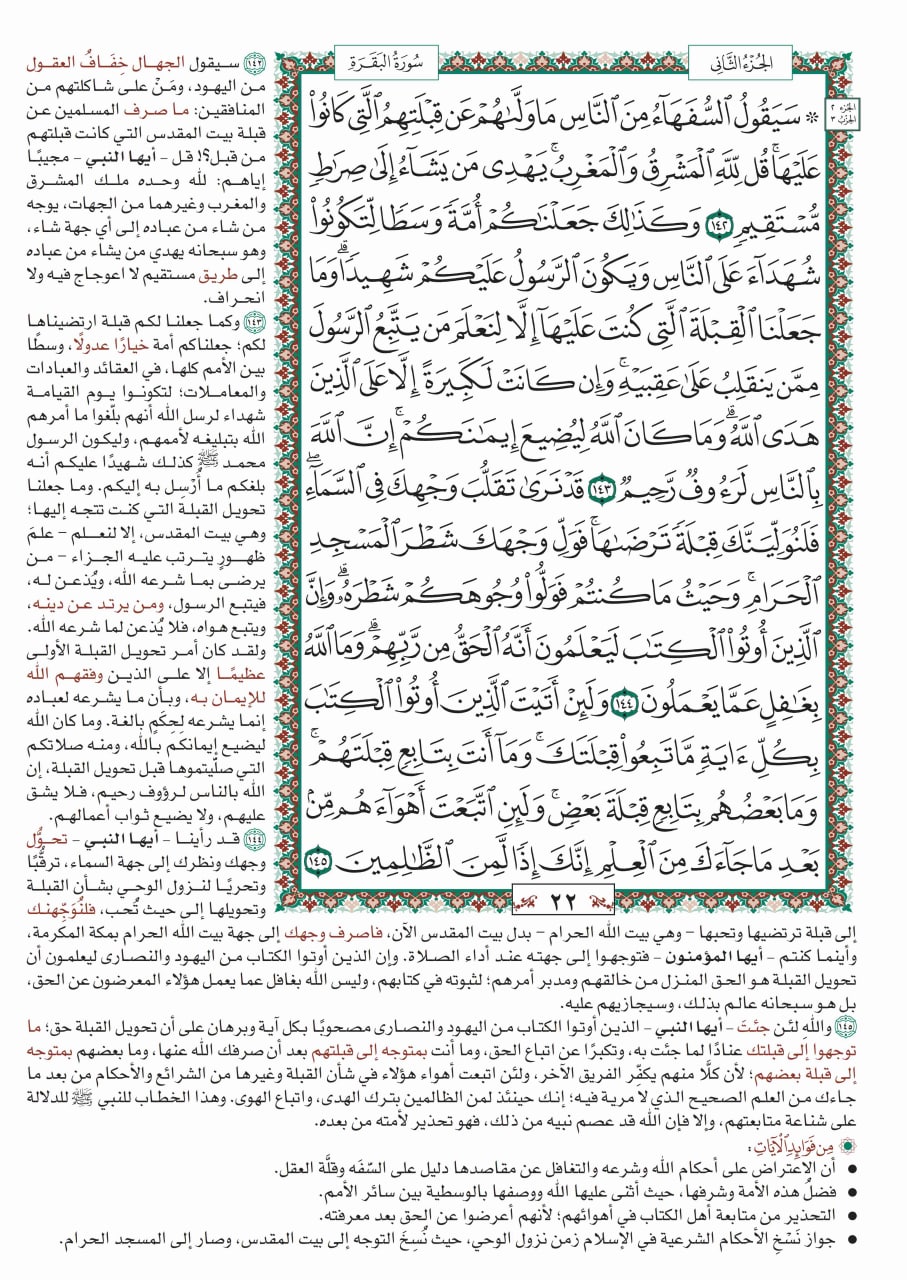 الجُزْءُ الثَّانِي
سُورَةُ البَقَرَةِ
الجزء ٢
الحزب ٣
۞ سَيَقُولُ ٱلسُّفَهَآءُ مِنَ ٱلنَّاسِ مَا وَلَّىٰهُمْ عَن قِبْلَتِهِمُ ٱلَّتِى كَانُوا۟
عَلَيْهَا ۚ قُل لِّلَّهِ ٱلْمَشْرِقُ وَٱلْمَغْرِبُ ۚ يَهْدِى مَن يَشَآءُ إِلَىٰ صِرَٰطٍ
مُّسْتَقِيمٍ ١٤٢ وَكَذَٰلِكَ جَعَلْنَٰكُمْ أُمَّةً وَسَطًا لِّتَكُونُوا۟
شُهَدَآءَ عَلَى ٱلنَّاسِ وَيَكُونَ ٱلرَّسُولُ عَلَيْكُمْ شَهِيدًا ۗ وَمَا
جَعَلْنَا ٱلْقِبْلَةَ ٱلَّتِى كُنتَ عَلَيْهَآ إِلَّا لِنَعْلَمَ مَن يَتَّبِعُ ٱلرَّسُولَ
مِمَّن يَنقَلِبُ عَلَىٰ عَقِبَيْهِ ۚ وَإِن كَانَتْ لَكَبِيرَةً إِلَّا عَلَى ٱلَّذِينَ
هَدَى ٱللَّهُ ۗ وَمَا كَانَ ٱللَّهُ لِيُضِيعَ إِيمَٰنَكُمْ ۚ إِنَّ ٱللَّهَ
بِٱلنَّاسِ لَرَءُوفٌ رَّحِيمٌ ١٤٣ قَدْ نَرَىٰ تَقَلُّبَ وَجْهِكَ فِى ٱلسَّمَآءِ ۖ
فَلَنُوَلِّيَنَّكَ قِبْلَةً تَرْضَىٰهَا ۚ فَوَلِّ وَجْهَكَ شَطْرَ ٱلْمَسْجِدِ
ٱلْحَرَامِ ۚ وَحَيْثُ مَا كُنتُمْ فَوَلُّوا۟ وُجُوهَكُمْ شَطْرَهُۥ ۗ وَإِنَّ
ٱلَّذِينَ أُوتُوا۟ ٱلْكِتَٰبَ لَيَعْلَمُونَ أَنَّهُ ٱلْحَقُّ مِن رَّبِّهِمْ ۗ وَمَا ٱللَّهُ
بِغَٰفِلٍ عَمَّا يَعْمَلُونَ ١٤٤ وَلَئِنْ أَتَيْتَ ٱلَّذِينَ أُوتُوا۟ ٱلْكِتَٰبَ
بِكُلِّ ءَايَةٍ مَّا تَبِعُوا۟ قِبْلَتَكَ ۚ وَمَآ أَنتَ بِتَابِعٍ قِبْلَتَهُمْ ۚ
وَمَا بَعْضُهُم بِتَابِعٍ قِبْلَةَ بَعْضٍ ۚ وَلَئِنِ ٱتَّبَعْتَ أَهْوَآءَهُم مِّنۢ
بَعْدِ مَا جَآءَكَ مِنَ ٱلْعِلْمِ ۙ إِنَّكَ إِذًا لَّمِنَ ٱلظَّٰلِمِينَ ١٤٥
٢٢
١٤٢ سيقول الجهال خِفَافُ العقول
من اليهود، ومَنْ على شاكلتهم من
المنافقين: ما صرف المسلمين عن
قبلة بيت المقدس التي كانت قبلتهم
من قبل؟! قل – أيها النبي – مجيبًا
إياهم: لله وحده ملك المشرق
والمغرب وغيرهما من الجهات، يوجه
من شاء من عباده إلى أي جهة شاء،
وهو سبحانه يهدي من يشاء من عباده
إلى طريق مستقيم لا اعوجاج فيه ولا
انحراف.
١٤٣ وكما جعلنا لكم قبلة ارتضيناها
لكم؛ جعلناكم أمة خيارًا عدولًا، وسطًا
بين الأمم كلها، في العقائد والعبادات
والمعاملات؛ لتكونوا يوم القيامة
شهداء لرسل الله أنهم بلّغوا ما أمرهم
الله بتبليغه لأممهم، وليكون الرسول
محمد ﷺ كذلك شهيدًا عليكم أنه
بلغكم ما أُرْسِل به إليكم. وما جعلنا
تحويل القبلة التي كنت تتجه إليها؛
وهي بيت المقدس، إلا لنعلم – علمَ
ظهورٍ يترتب عليه الجزاء – من
يرضى بما شرعه الله، ويُذعن له،
فيتبع الرسول، ومن يرتد عن دينه،
ويتبع هواه، فلا يُذعن لما شرعه الله.
ولقد كان أمر تحويل القبلة الأولى
عظيمًا إلا على الذين وفقهم الله
للإيمان به، وبأن ما يشرعه لعباده
إنما يشرعه لحِكَمٍ بالغة. وما كان الله
ليضيع إيمانكم بالله، ومنه صلاتكم
التي صلّيتموها قبل تحويل القبلة، إن
الله بالناس لرؤوف رحيم، فلا يشق
عليهم، ولا يضيع ثواب أعمالهم.
١٤٤ قد رأينا – أيها النبي – تحوُّل
وجهك ونظرك إلى جهة السماء، ترقُّبًا
وتحريًا لنزول الوحي بشأن القبلة
وتحويلها إلى حيث تُحب، فلنُوَجِّهنك
إلى قبلة ترتضيها وتحبها – وهي بيت الله الحرام – بدل بيت المقدس الآن، فاصرف وجهك إلى جهة بيت الله الحرام بمكة المكرمة،
وأينما كنتم – أيها المؤمنون – فتوجهوا إلى جهته عند أداء الصلاة. وإن الذين أوتوا الكتاب من اليهود والنصارى ليعلمون أن
تحويل القبلة هو الحق المنزل من خالقهم ومدبر أمرهم؛ لثبوته في كتابهم، وليس الله بغافل عما يعمل هؤلاء المعرضون عن الحق،
بل هو سبحانه عالم بذلك، وسيجازيهم عليه.
١٤٥ واللهِ لئن جئتَ – أيها النبي – الذين أوتوا الكتاب من اليهود والنصارى مصحوبًا بكل آية وبرهان على أن تحويل القبلة حق؛ ما
توجهوا إلى قبلتك عنادًا لما جئت به، وتكبرًا عن اتباع الحق، وما أنت بمتوجه إلى قبلتهم بعد أن صرفك الله عنها، وما بعضهم بمتوجه
إلى قبلة بعضهم؛ لأن كلًّا منهم يكفّر الفريق الآخر، ولئن اتبعت أهواء هؤلاء في شأن القبلة وغيرها من الشرائع والأحكام من بعد ما
جاءك من العلم الصحيح الذي لا مرية فيه؛ إنك حينئذ لمن الظالمين بترك الهدى، واتباع الهوى. وهذا الخطاب للنبي ﷺ للدلالة
على شناعة متابعتهم، وإلا فإن الله قد عصم نبيه من ذلك، فهو تحذير لأمته من بعده.
مِن فَوَائِدِ الْآيَاتِ:
● أن الاعتراض على أحكام الله وشرعه والتغافل عن مقاصدها دليل على السَّفَه وقلَّة العقل.
● فضلُ هذه الأمة وشرفها، حيث أثنى عليها الله ووصفها بالوسطية بين سائر الأمم.
● التحذير من متابعة أهل الكتاب في أهوائهم؛ لأنهم أعرضوا عن الحق بعد معرفته.
● جواز نَسْخِ الأحكام الشرعية في الإسلام زمن نزول الوحي، حيث نُسِخَ التوجه إلى بيت المقدس، وصار إلى المسجد الحرام.